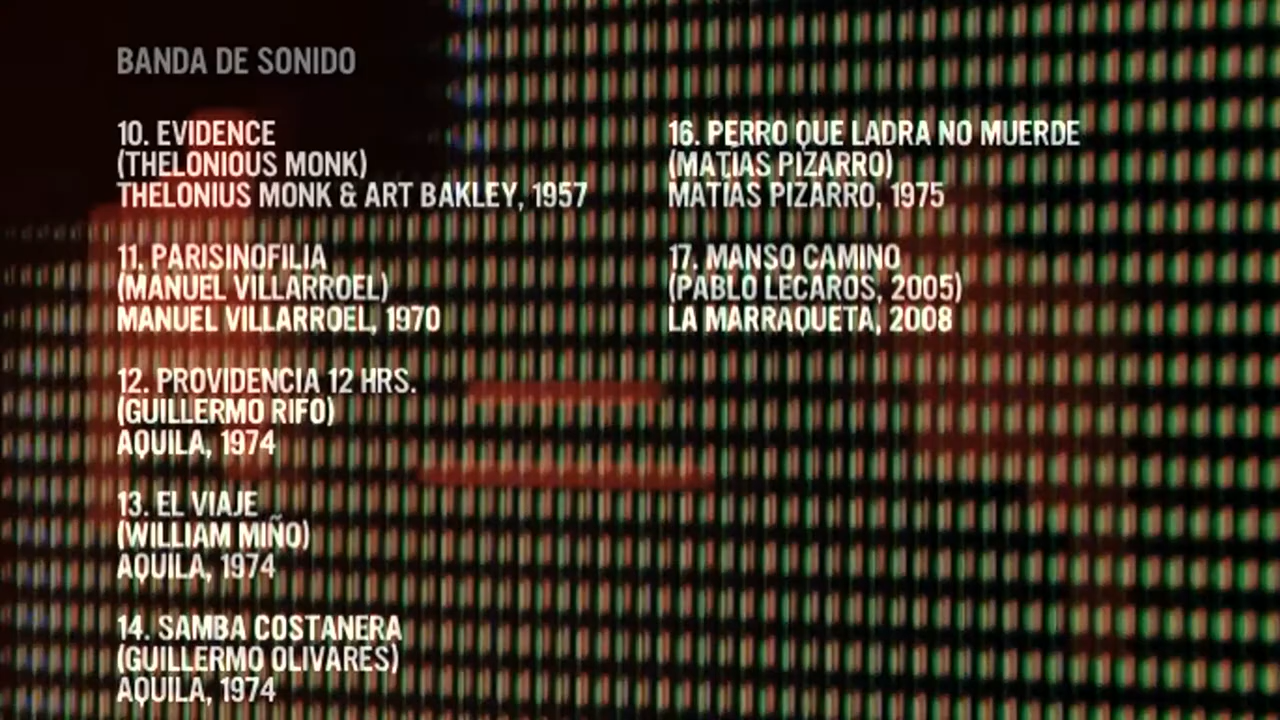 BANDA DE SONIDO
10. EVIDENCE
(THELONIOUS MONK)
THELONIUS MONK & ART BAKLEY, 1957
11. PARISINOFILIA
(MANUEL VILLARROEL)
MANUEL VILLARROEL, 1970
12. PROVIDENCIA 12 HRS.
(GUILLERMO RIFO)
AQUILA, 1974
13. EL VIAJE
(WILLIAM MIÑO)
AQUILA, 1974
14. SAMBA COSTANERA
(GUILLERMO OLIVARES)
AQUILA, 1974
16. PERRO QUE LADRA NO MUERDE
(MATÍAS PIZARRO)
MATÍAS PIZARRO, 1975
17. MANSO CAMINO
(PABLO LECAROS, 2005)
LA MARRAQUETA, 2008